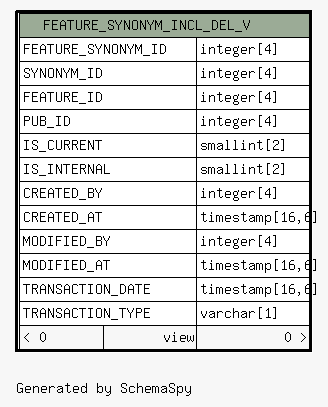 FEATURE_SYNONYM_INCL_DEL_V
FEATURE_SYNONYM_ID integer[4]
SYNONYM_ID integer[4]
FEATURE_ID integer[4]
PUB_ID integer[4]
IS_CURRENT smallint[2]
IS_INTERNAL smallint[2]
CREATED_BY integer[4]
CREATED_AT timestamp[16,6]
MODIFIED_BY integer[4]
MODIFIED_AT timestamp[16,6]
TRANSACTION_DATE timestamp[16,6]
TRANSACTION_TYPE varchar[1]
< 0 view 0 >
Generated by SchemaSpy